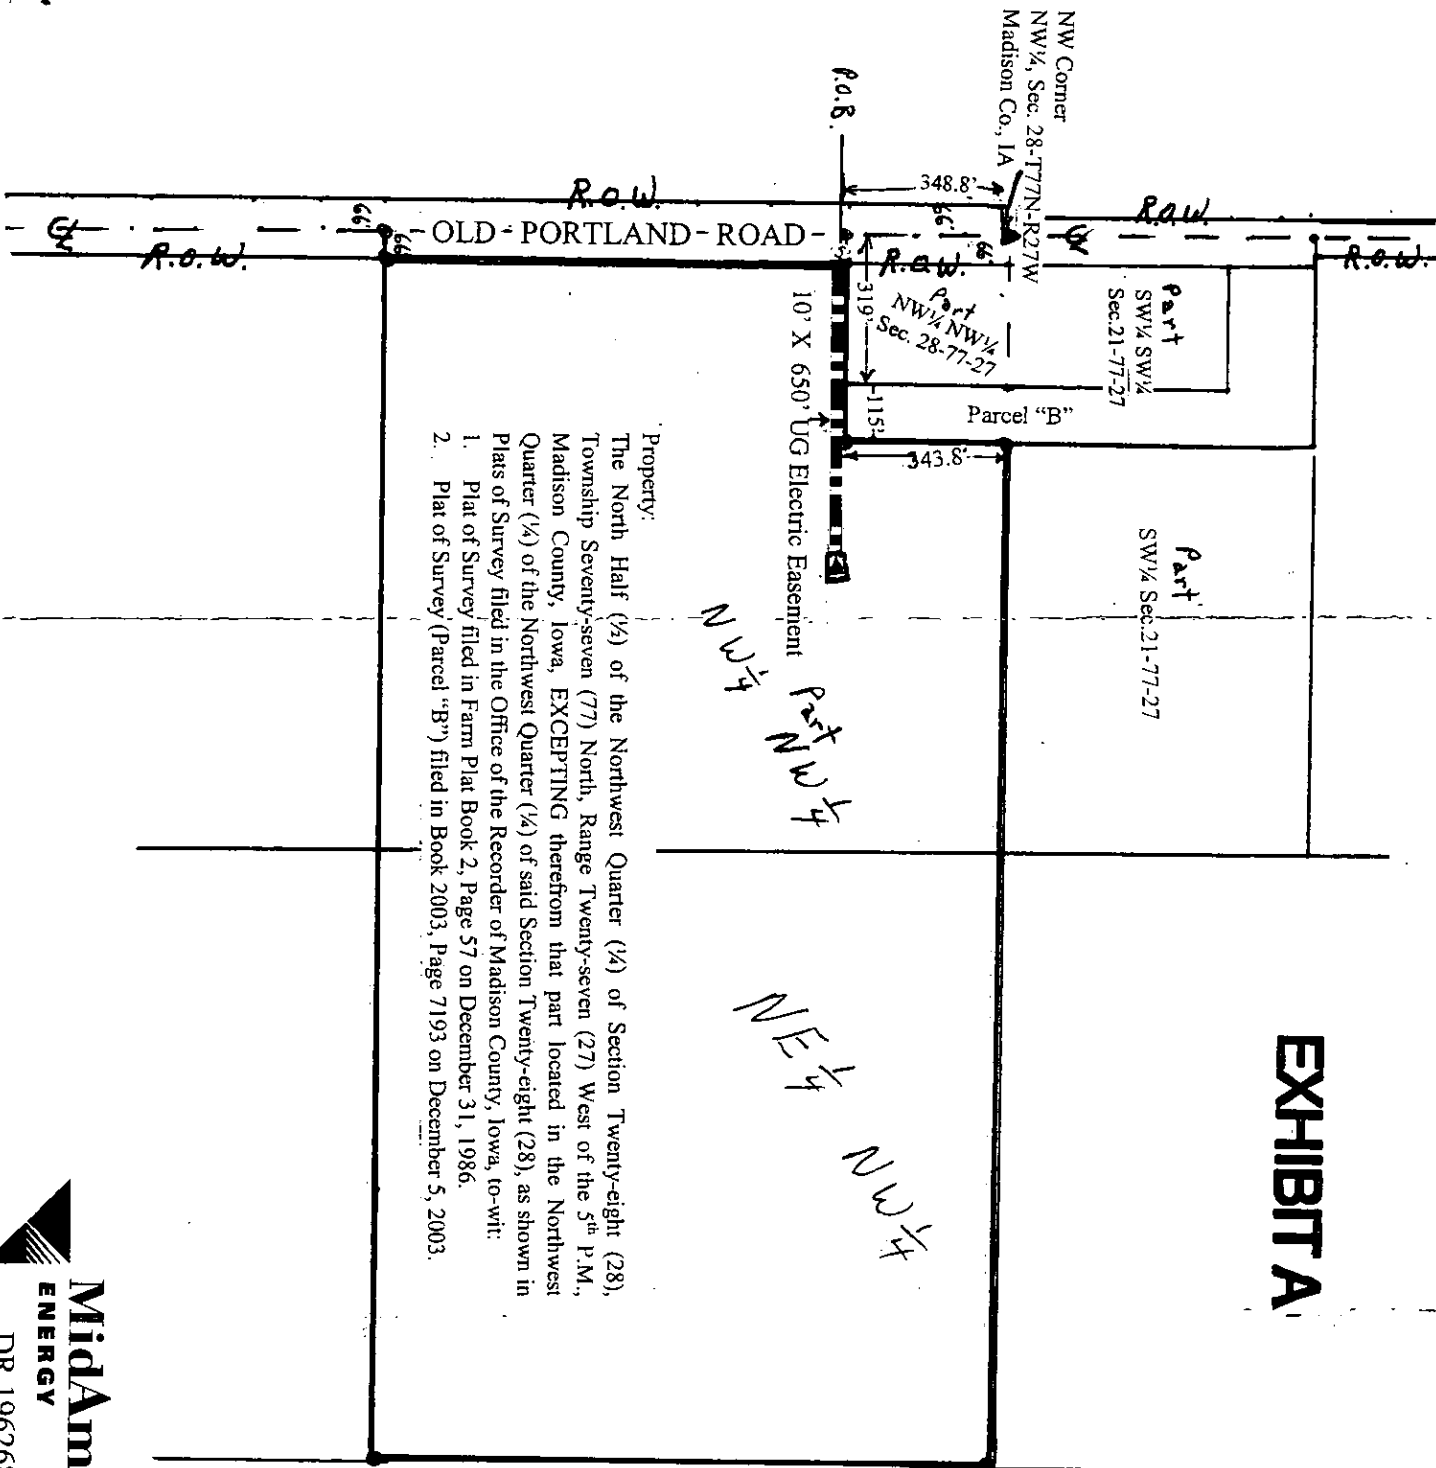 EXHIBIT A
NW Corner
NW¼, Sec. 28-T77N-R27W
Madison Co., IA
P.O.B.
348.8'
R.O.W.
R.O.W.
R.O.W.
R.O.W.
R.O.W.
66'
66'
66'
66'
OLD PORTLAND ROAD
319'
115'
343.8'
Part
NW¼ NW¼
Sec. 28-77-27
Part
SW¼ SW¼
Sec.21-77-27
Parcel "B"
Part
SW¼ Sec.21-77-27
10' X 650' UG Electric Easement
Part
NW¼
NW¼
NE¼ NW¼
Property:
The North Half (½) of the Northwest Quarter (¼) of Section Twenty-eight (28),
Township Seventy-seven (77) North, Range Twenty-seven (27) West of the 5th P.M.,
Madison County, Iowa, EXCEPTING therefrom that part located in the Northwest
Quarter (¼) of the Northwest Quarter (¼) of said Section Twenty-eight (28), as shown in
Plats of Survey filed in the Office of the Recorder of Madison County, Iowa, to-wit:
1. Plat of Survey filed in Farm Plat Book 2, Page 57 on December 31, 1986.
2. Plat of Survey (Parcel "B") filed in Book 2003, Page 7193 on December 5, 2003.
MidAm
ENERGY